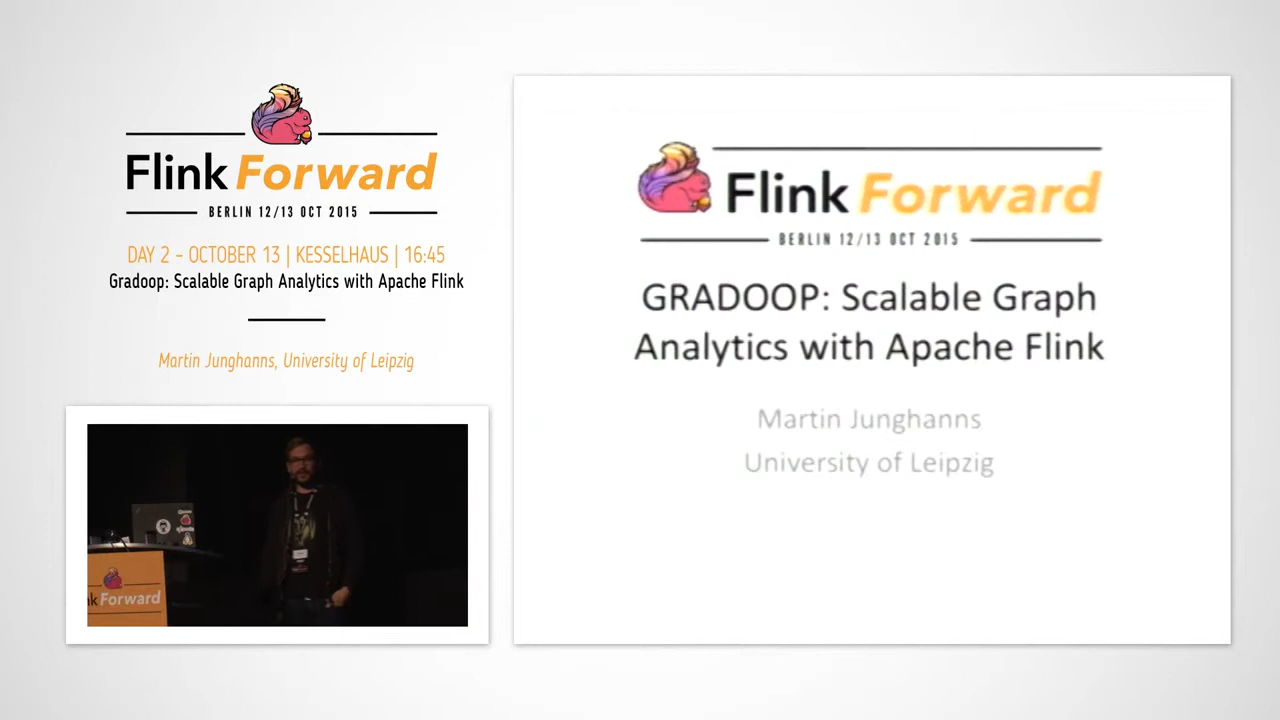 Flink Forward
BERLIN 12/13 OCT 2015
DAY 2 - OCTOBER 13 | KESSELHAUS | 16:45
Gradoop: Scalable Graph Analytics with Apache Flink
Martin Junghanns, University of Leipzig
nk Forward
Flink Forward
BERLIN 12/13 OCT 2015
GRADOOP: Scalable Graph
Analytics with Apache Flink
Martin Junghanns
University of Leipzig